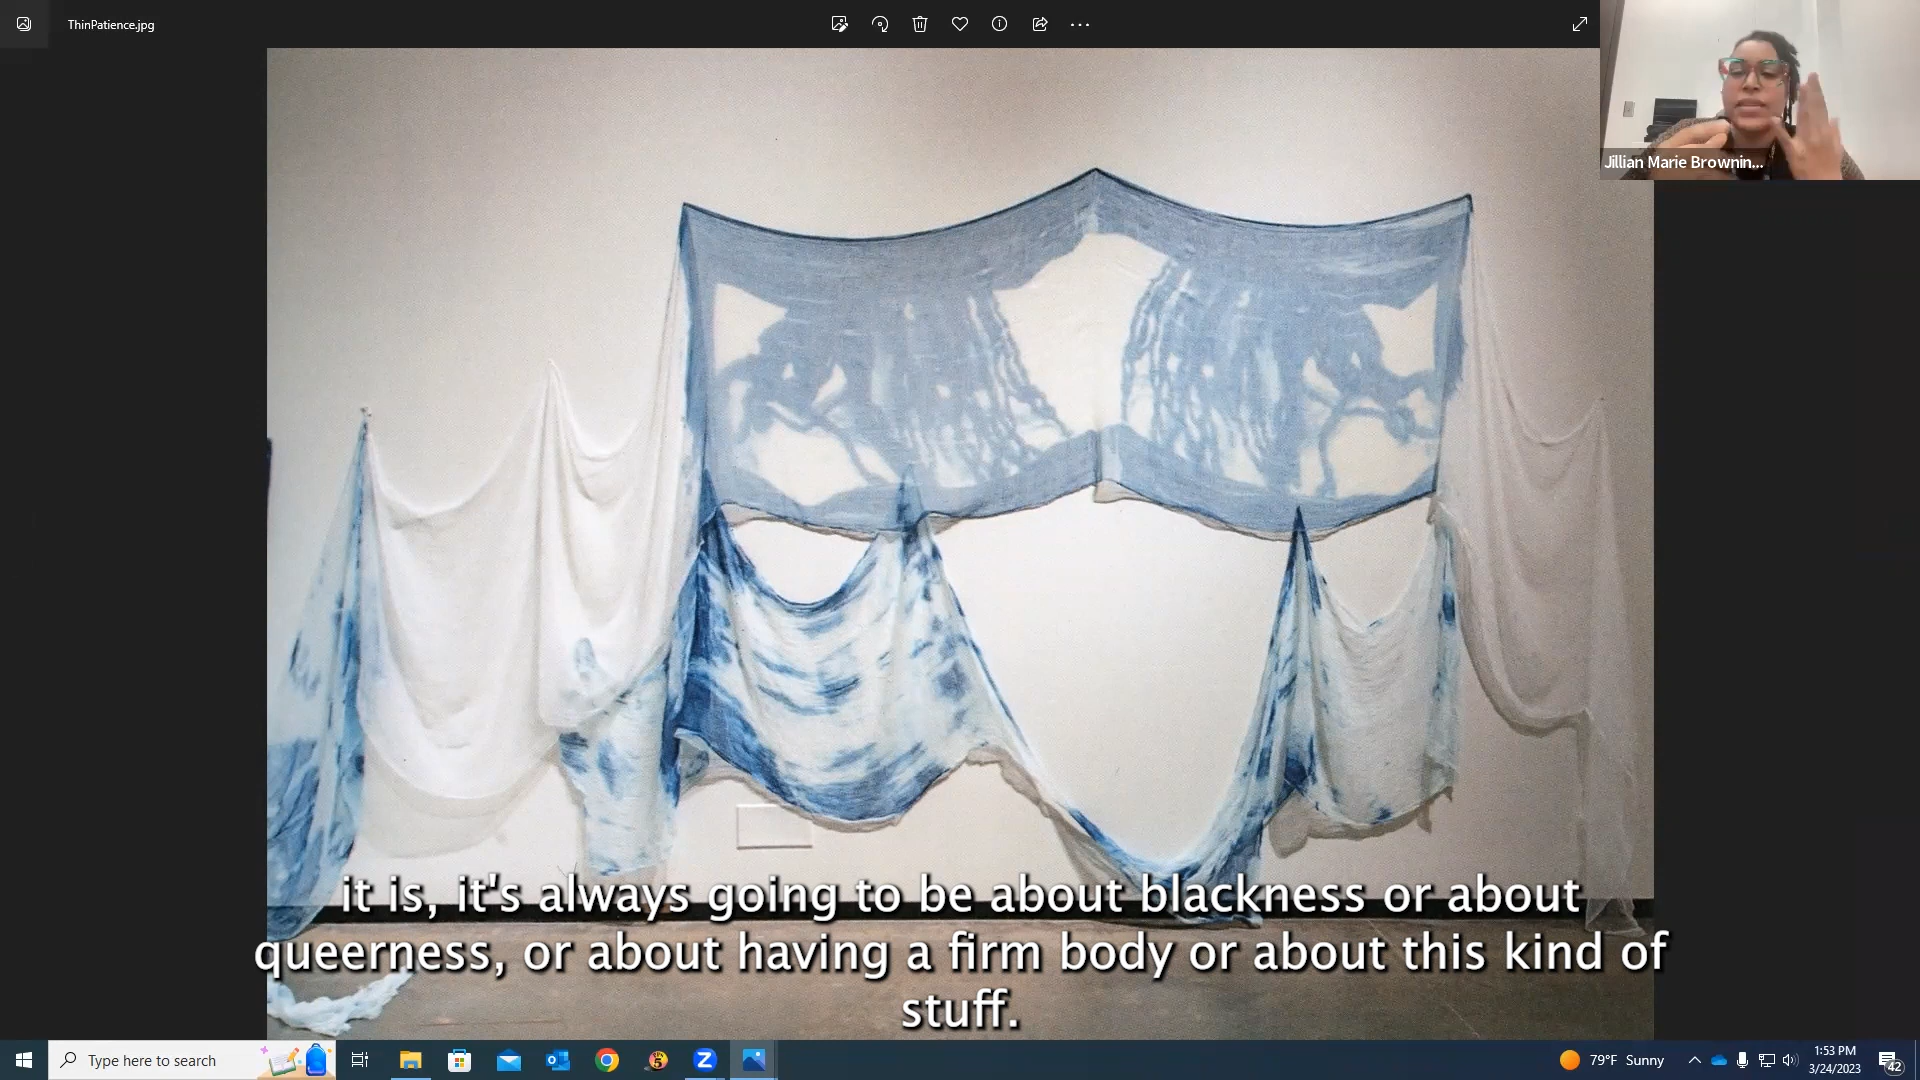 ThinPatience.jpg
Jillian Marie Brownin...
it is, it's always going to be about blackness or about
queerness, or about having a firm body or about this kind of
stuff.
Type here to search
79°F Sunny
1:53 PM
3/24/2023
42